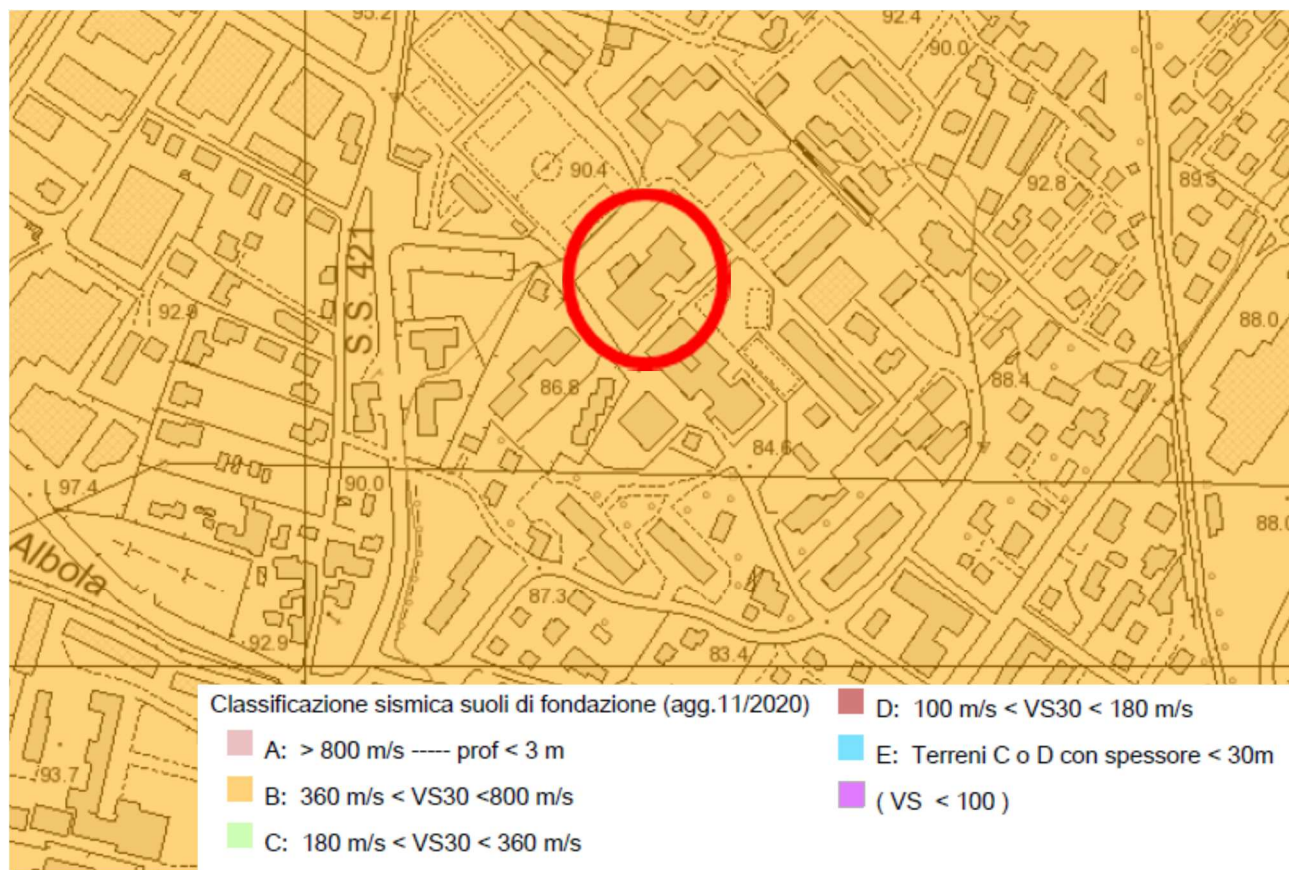 95.2
92.4
90.0
90.4
92.8
89.5
S.S 421
92.9
88.0
86.8
88.4
84.6
97.4
90.0
88.0
Albola
87.3
92.9
83.4
93.7
Classificazione sismica suoli di fondazione (agg.11/2020)
A: > 800 m/s ----- prof < 3 m
B: 360 m/s < VS30 <800 m/s
C: 180 m/s < VS30 < 360 m/s
D: 100 m/s < VS30 < 180 m/s
E: Terreni C o D con spessore < 30m
( VS < 100 )